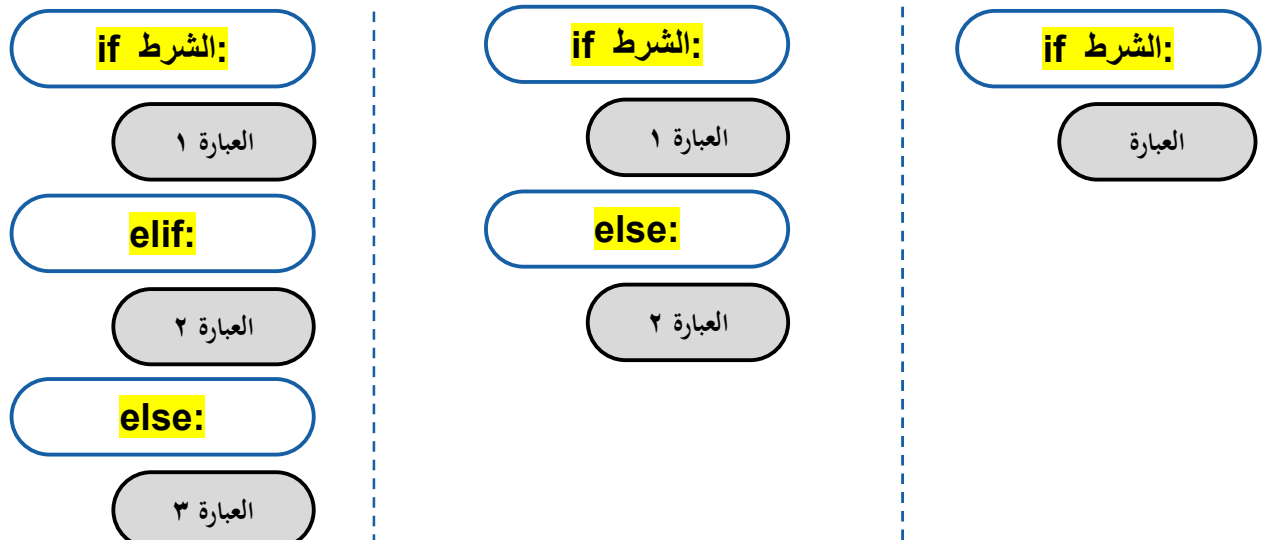 if الشرط:
العبارة
if الشرط:
العبارة ١
else:
العبارة ٢
if الشرط:
العبارة ١
elif:
العبارة ٢
else:
العبارة ٣